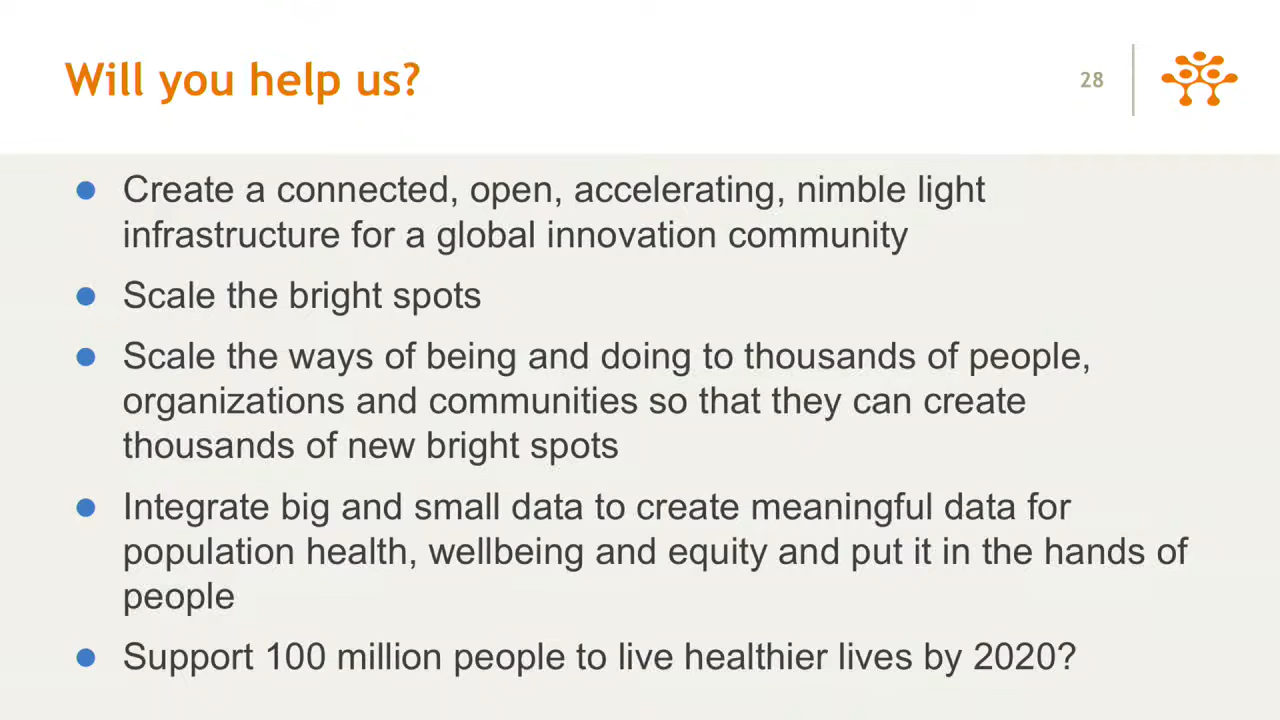 Will you help us?
28
Create a connected, open, accelerating, nimble light
infrastructure for a global innovation community
Scale the bright spots
Scale the ways of being and doing to thousands of people,
organizations and communities so that they can create
thousands of new bright spots
Integrate big and small data to create meaningful data for
population health, wellbeing and equity and put it in the hands of
people
Support 100 million people to live healthier lives by 2020?